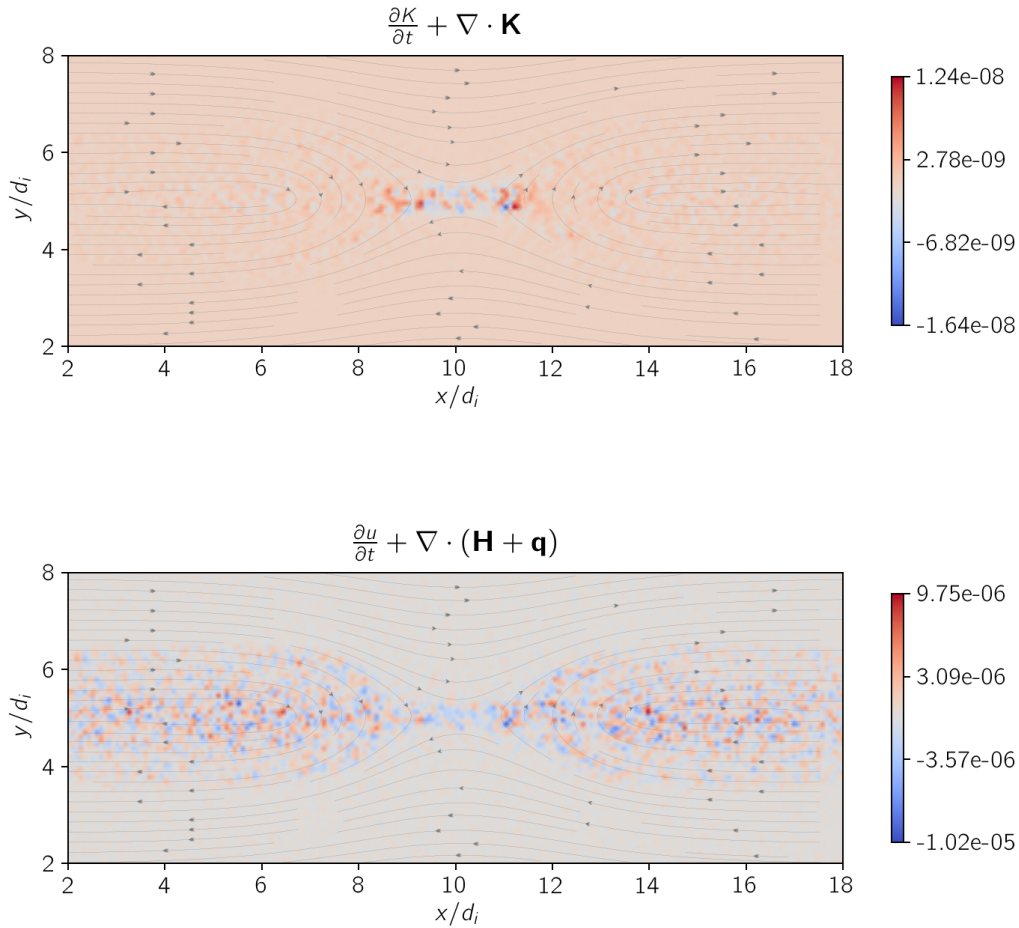 ∂K/∂t + ∇ · K
8
6
4
2
y/d_i
2 4 6 8 10 12 14 16 18
x/d_i
1.24e-08
2.78e-09
-6.82e-09
-1.64e-08
∂u/∂t + ∇ · (H + q)
8
6
4
2
y/d_i
2 4 6 8 10 12 14 16 18
x/d_i
9.75e-06
3.09e-06
-3.57e-06
-1.02e-05